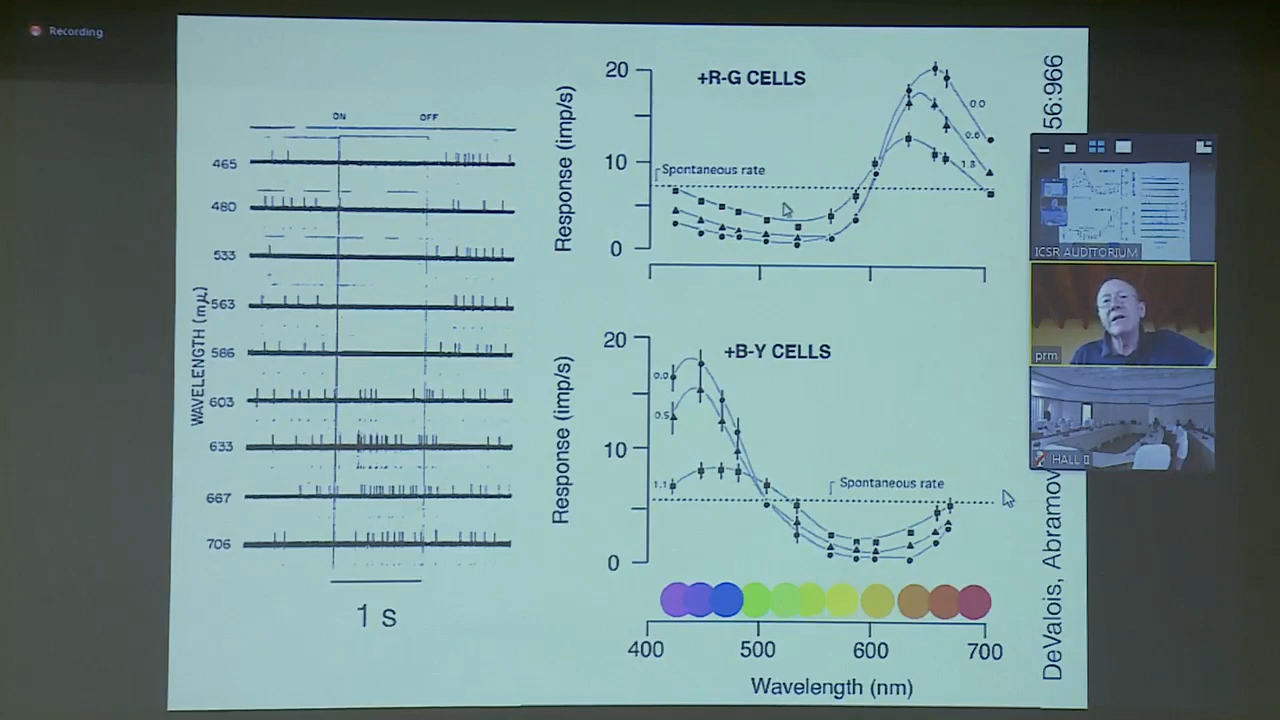 Recording
ON OFF
465
480
533
563
586
603
633
667
706
WAVELENGTH (mμ)
1 s
+R-G CELLS
Response (imp/s)
20
10
0
Spontaneous rate
0.0
0.6
1.3
+B-Y CELLS
Response (imp/s)
20
10
0
0.0
0.5
1.1
Spontaneous rate
400 500 600 700
Wavelength (nm)
DeValois, Abramov
56:966
ICSR AUDITORIUM
prm
HALL II